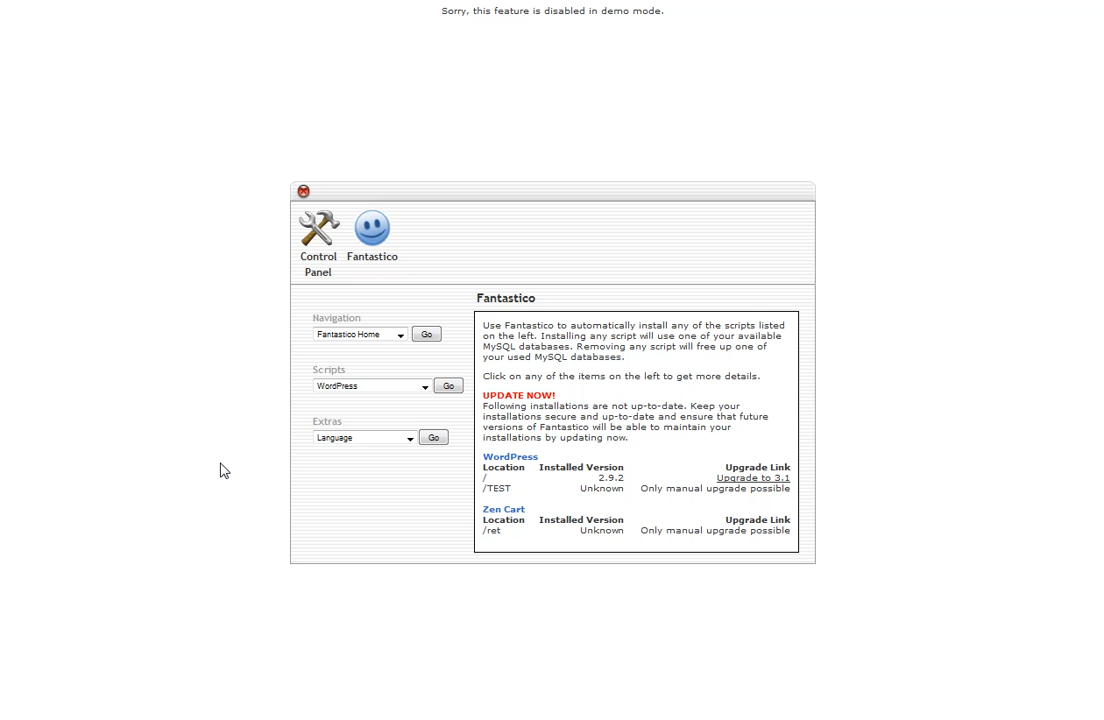 Sorry, this feature is disabled in demo mode.
Control
Panel
Fantastico
Navigation
Fantastico Home
Go
Scripts
WordPress
Go
Extras
Language
Go
Fantastico
Use Fantastico to automatically install any of the scripts listed
on the left. Installing any script will use one of your available
MySQL databases. Removing any script will free up one of
your used MySQL databases.
Click on any of the items on the left to get more details.
UPDATE NOW!
Following installations are not up-to-date. Keep your
installations secure and up-to-date and ensure that future
versions of Fantastico will be able to maintain your
installations by updating now.
WordPress
Location Installed Version Upgrade Link
/ 2.9.2 Upgrade to 3.1
/TEST Unknown Only manual upgrade possible
Zen Cart
Location Installed Version Upgrade Link
/ret Unknown Only manual upgrade possible